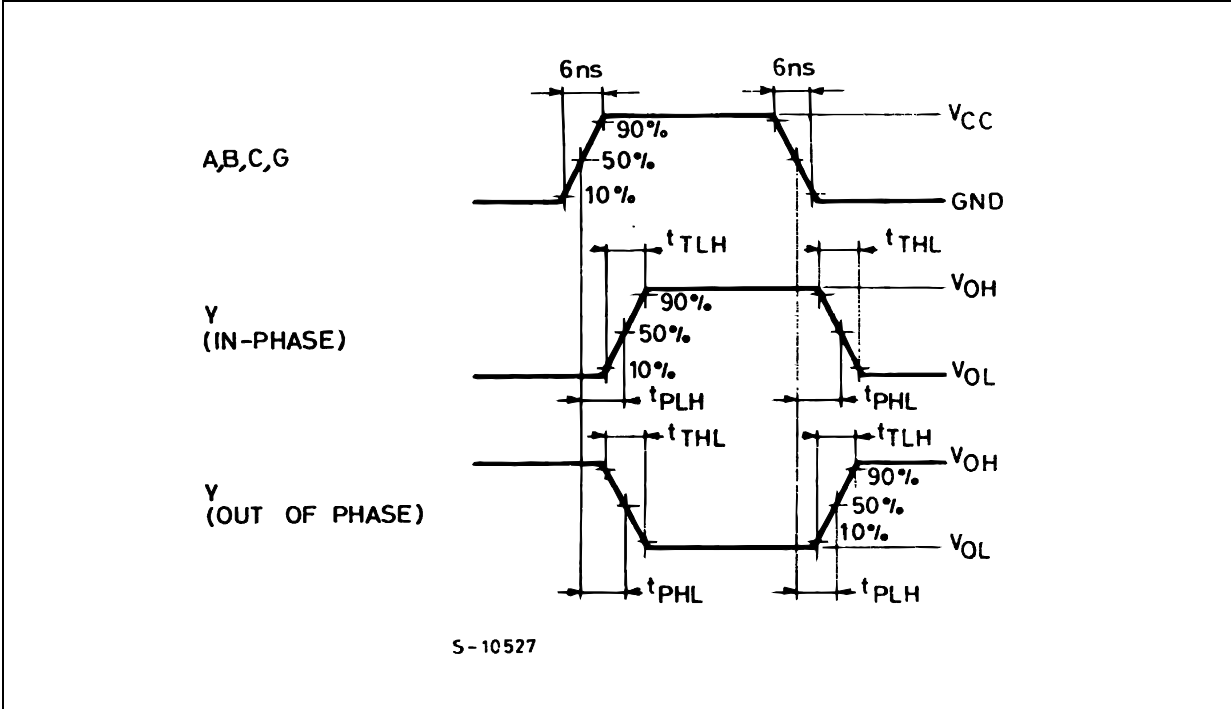 6ns 6ns
VCC
90%
A,B,C,G 50%
10% GND
tTLH tTHL
VOH
90%
Y
(IN-PHASE) 50%
10% VOL
tPLH tPHL
tTHL tTLH
VOH
90%
Y
(OUT OF PHASE) 50%
10% VOL
tPHL tPLH
S-10527